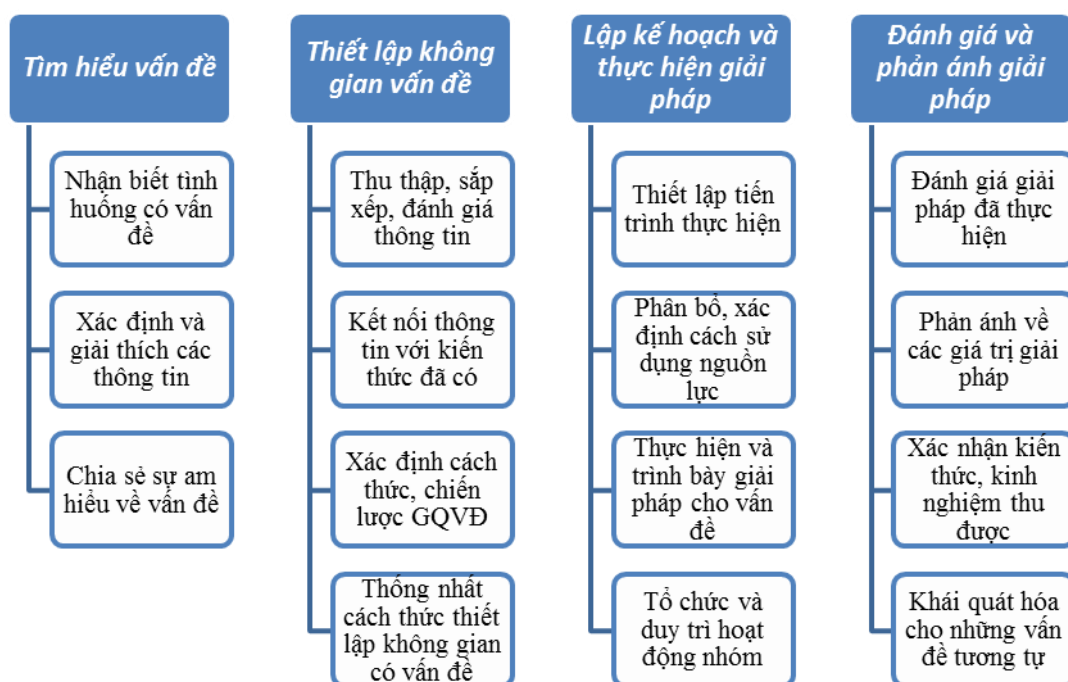 Tìm hiểu vấn đề
Nhận biết tình
huống có vấn
đề
Xác định và
giải thích các
thông tin
Chia sẻ sự am
hiểu về vấn đề
Thiết lập không
gian vấn đề
Thu thập, sắp
xếp, đánh giá
thông tin
Kết nối thông
tin với kiến
thức đã có
Xác định cách
thức, chiến
lược GQVĐ
Thống nhất
cách thức thiết
lập không gian
có vấn đề
Lập kế hoạch và
thực hiện giải
pháp
Thiết lập tiến
trình thực hiện
Phân bổ, xác
định cách sử
dụng nguồn
lực
Thực hiện và
trình bày giải
pháp cho vấn
đề
Tổ chức và
duy trì hoạt
động nhóm
Đánh giá và
phản ánh giải
pháp
Đánh giá giải
pháp đã thực
hiện
Phản ánh về
các giá trị giải
pháp
Xác nhận kiến
thức, kinh
nghiệm thu
được
Khái quát hóa
cho những vấn
đề tương tự